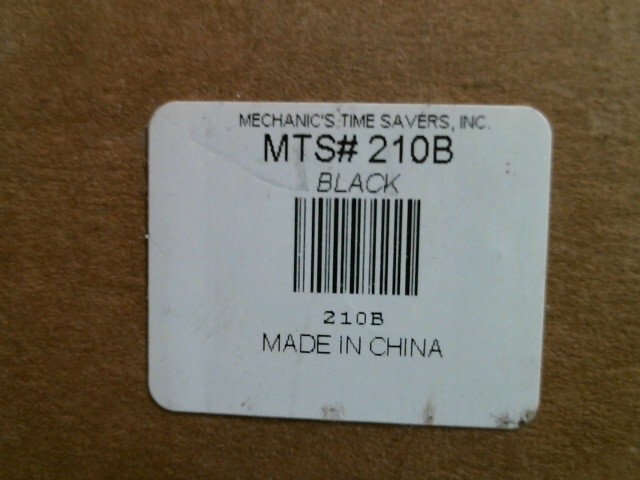 MECHANIC'S TIME SAVERS, INC.
MTS# 210B
BLACK
210B
MADE IN CHINA